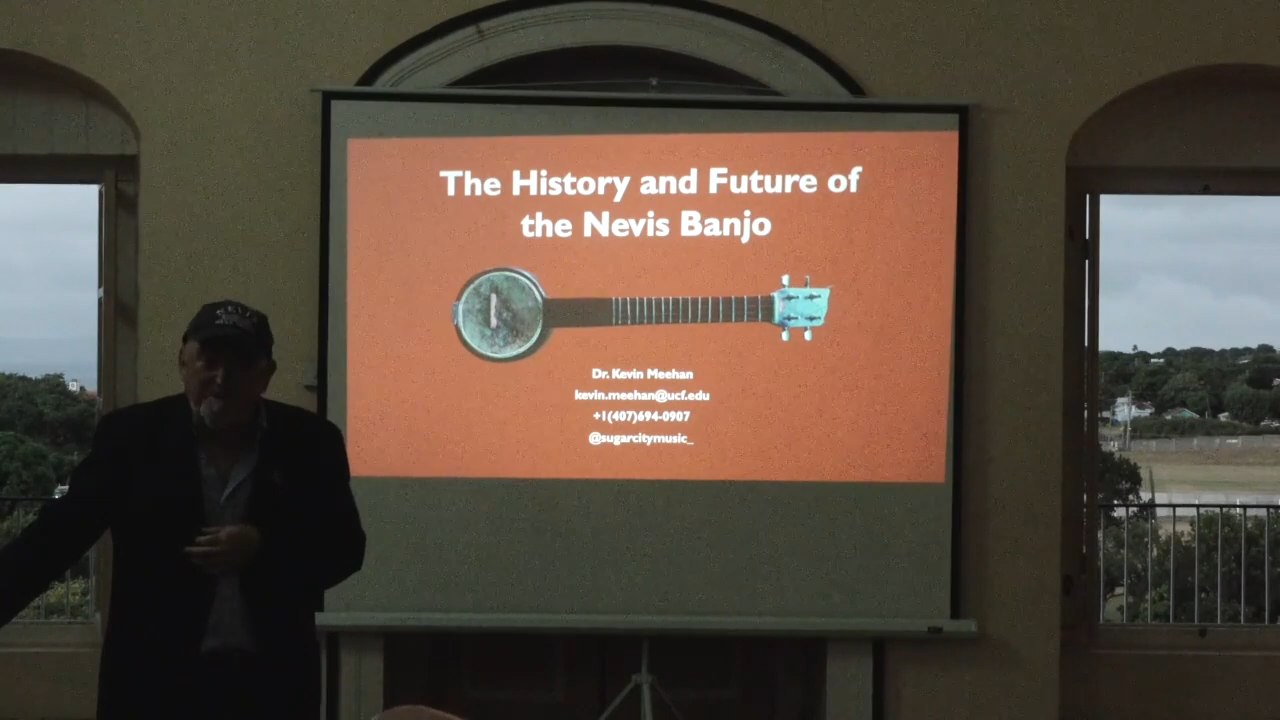 The History and Future of
the Nevis Banjo
Dr. Kevin Meehan
kevin.meehan@ucf.edu
+1(407)694-0907
@sugarcitymusic_